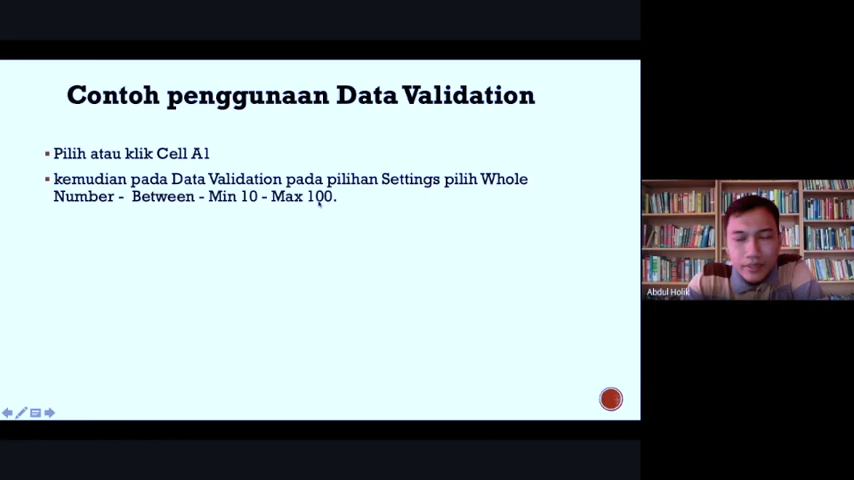 Contoh penggunaan Data Validation
▪ Pilih atau klik Cell A1
▪ kemudian pada Data Validation pada pilihan Settings pilih Whole
Number - Between - Min 10 - Max 100.
Abdul Holik